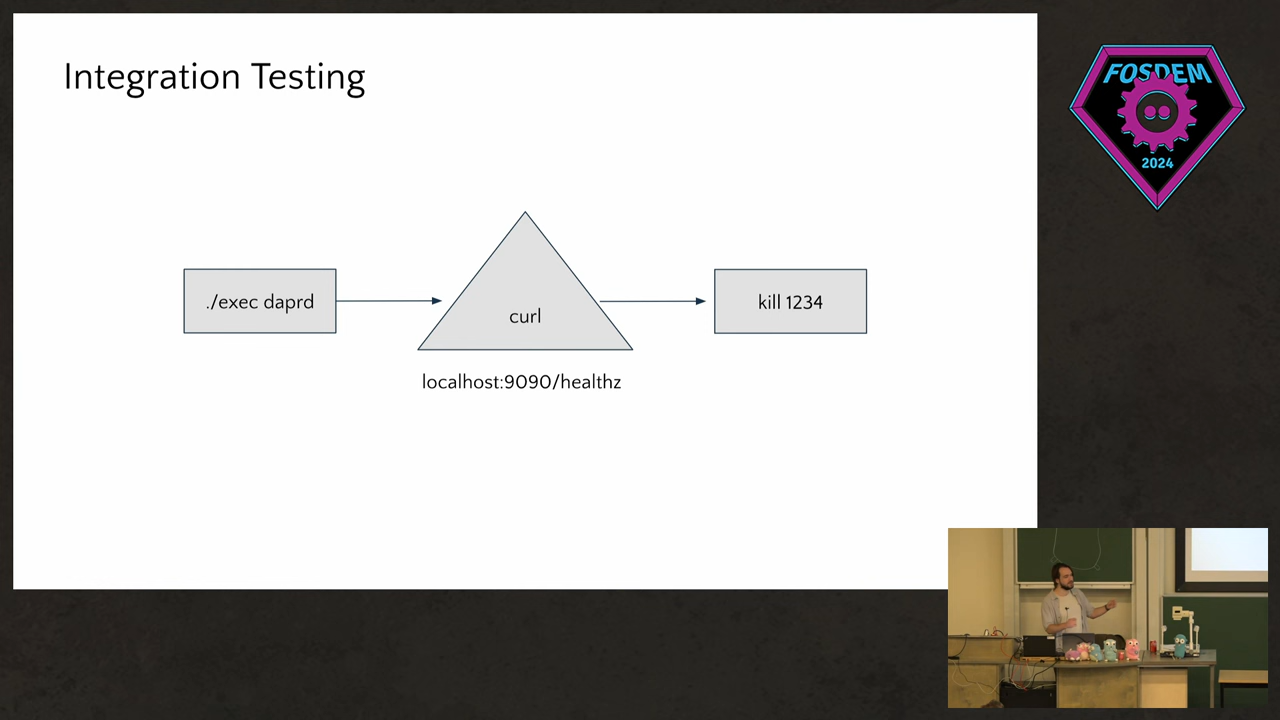 Integration Testing
./exec daprd
curl
kill 1234
localhost:9090/healthz
FOSDEM
2024